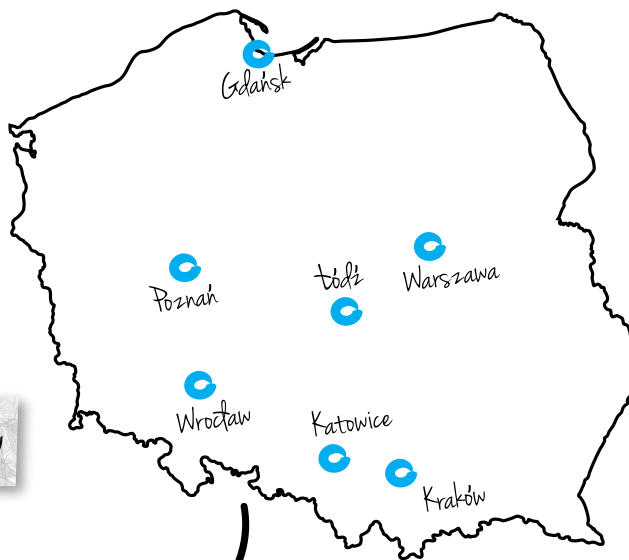 Gdańsk
Poznań
Łódź
Warszawa
Wrocław
Katowice
Kraków